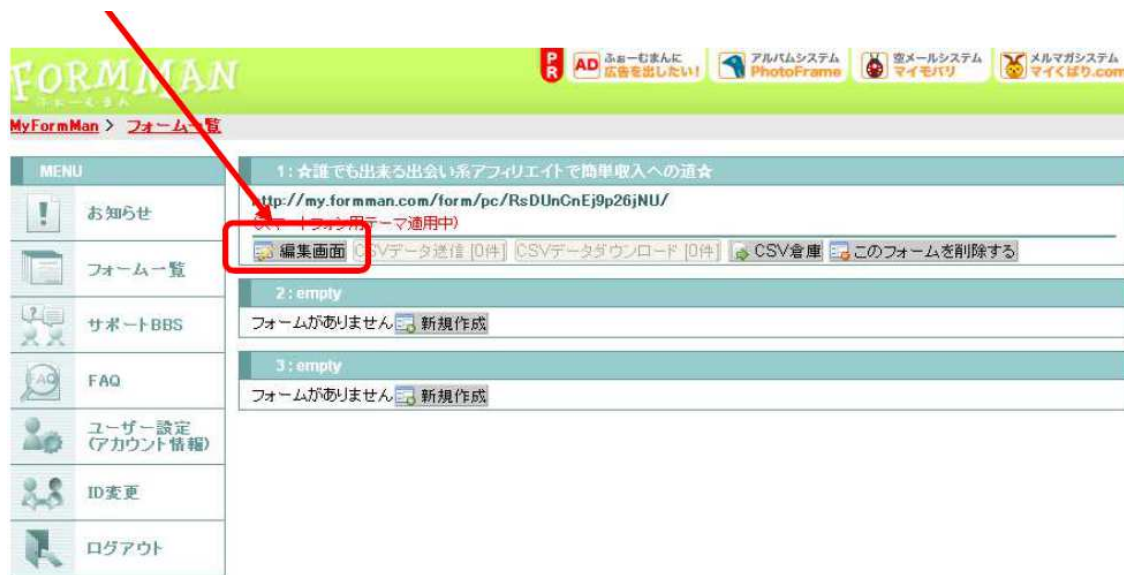 FORMMAN
ふぉーむまん
PR
AD ふぉーむまんに広告を出したい!
アルバムシステム PhotoFrame
空メールシステム マイモバリ
メルマガシステム マイくばり.com
MyFormMan > フォーム一覧
MENU
お知らせ
フォーム一覧
サポートBBS
FAQ
ユーザー設定
(アカウント情報)
ID変更
ログアウト
1:★誰でも出来る出会い系アフィリエイトで簡単収入への道★
http://my.formman.com/form/pc/RsDUnCnEj9p26jNU/
(スマートフォン用テーマ適用中)
編集画面 CSVデータ送信 [0件] CSVデータダウンロード [0件] CSV倉庫 このフォームを削除する
2:empty
フォームがありません 新規作成
3:empty
フォームがありません 新規作成